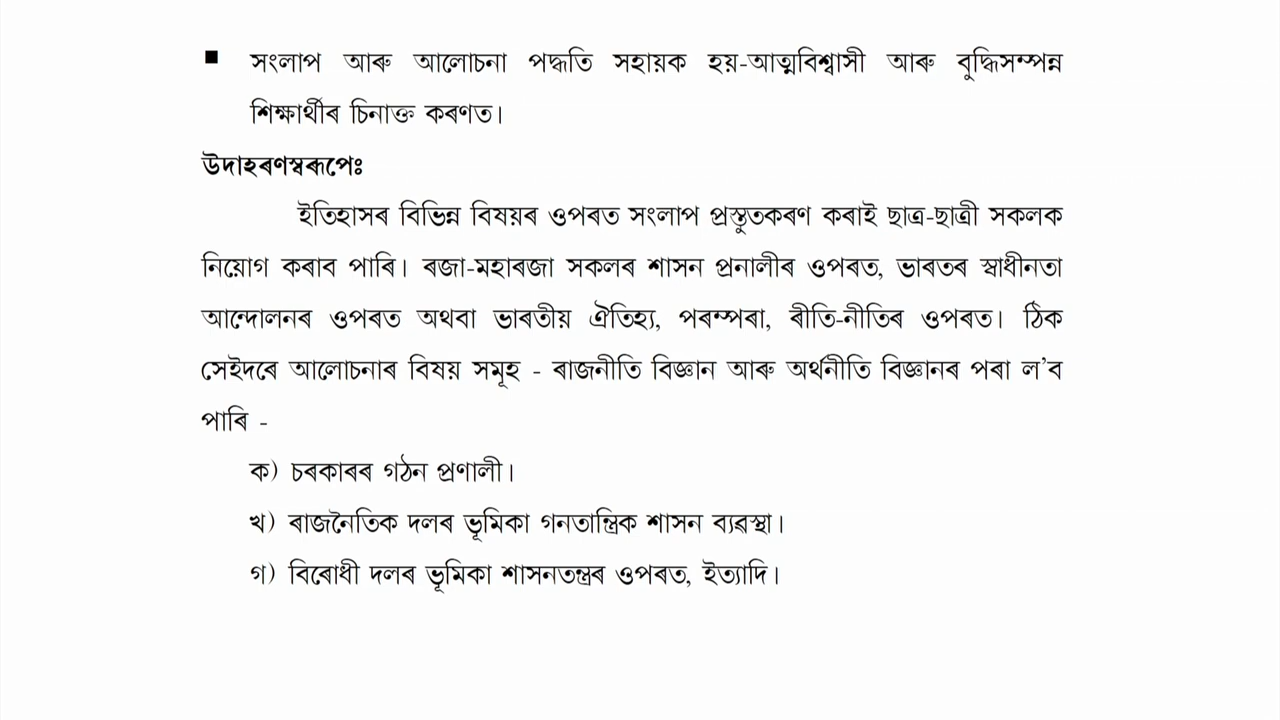 ▪ সংলাপ আৰু আলোচনা পদ্ধতি সহায়ক হয়-আত্মবিশ্বাসী আৰু বুদ্ধিসম্পন্ন
শিক্ষাৰ্থীৰ চিনাক্ত কৰণত।
উদাহৰণস্বৰূপেঃ
ইতিহাসৰ বিভিন্ন বিষয়ৰ ওপৰত সংলাপ প্ৰস্তুতকৰণ কৰাই ছাত্ৰ-ছাত্ৰী সকলক
নিয়োগ কৰাব পাৰি। ৰজা-মহাৰজা সকলৰ শাসন প্ৰনালীৰ ওপৰত, ভাৰতৰ স্বাধীনতা
আন্দোলনৰ ওপৰত অথবা ভাৰতীয় ঐতিহ্য, পৰম্পৰা, ৰীতি-নীতিৰ ওপৰত। ঠিক
সেইদৰে আলোচনাৰ বিষয় সমূহ - ৰাজনীতি বিজ্ঞান আৰু অৰ্থনীতি বিজ্ঞানৰ পৰা ল’ব
পাৰি -
ক) চৰকাৰৰ গঠন প্ৰণালী।
খ) ৰাজনৈতিক দলৰ ভূমিকা গনতান্ত্ৰিক শাসন ব্যৱস্থা।
গ) বিৰোধী দলৰ ভূমিকা শাসনতন্ত্ৰৰ ওপৰত, ইত্যাদি।